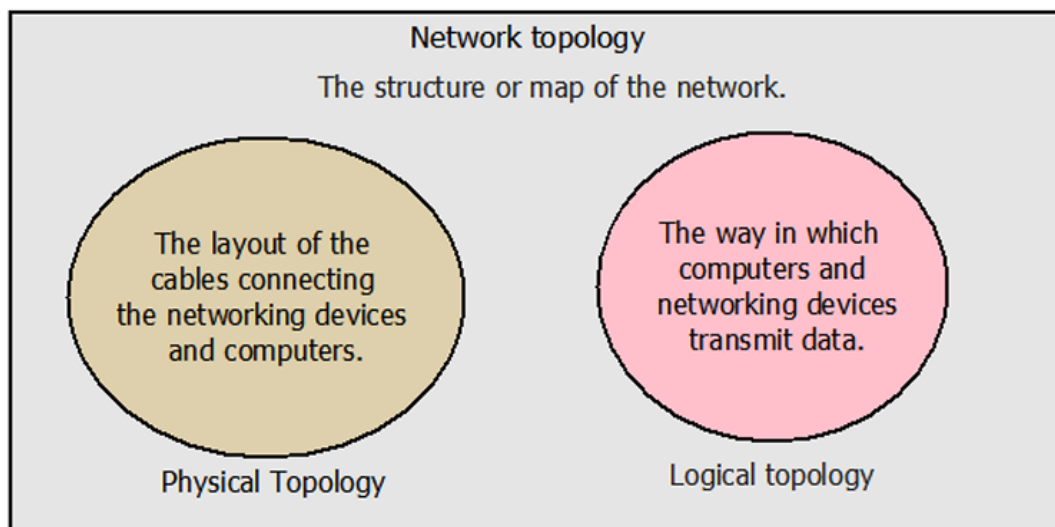 Network topology
The structure or map of the network.
The layout of the
cables connecting
the networking devices
and computers.
Physical Topology
The way in which
computers and
networking devices
transmit data.
Logical topology